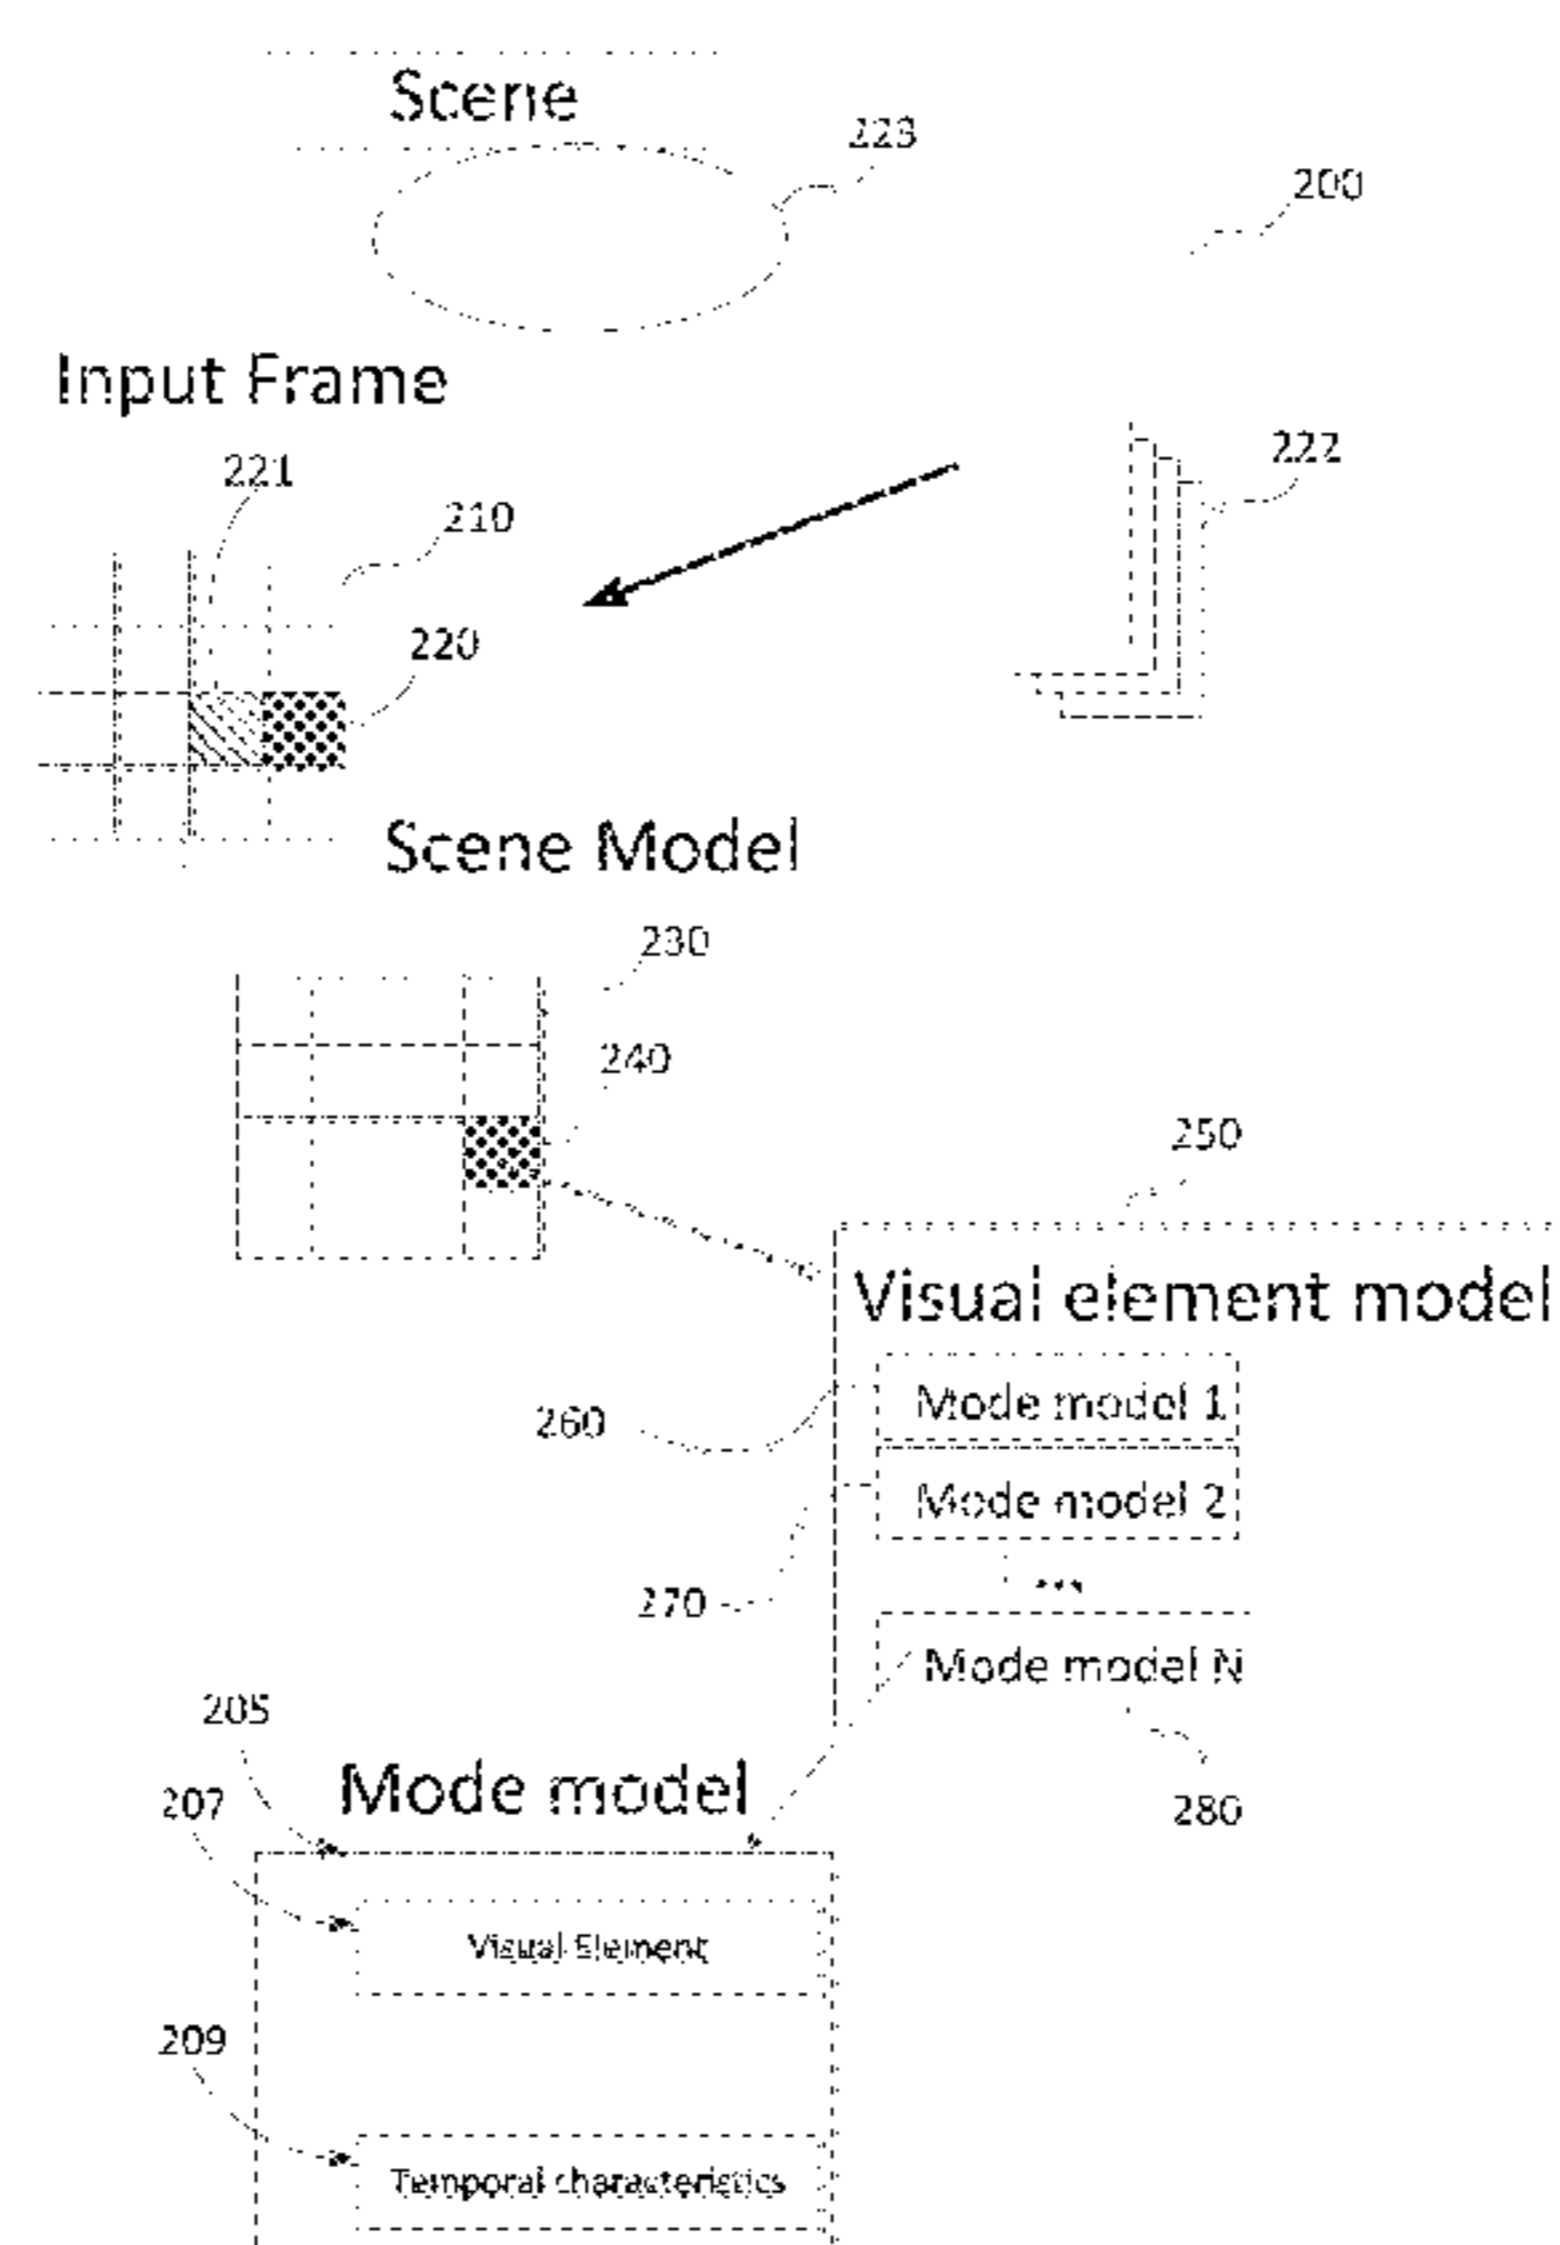 Scene
223
200
Input Frame
221
210
222
220
Scene Model
230
240
250
Visual element model
Mode model 1
260
Mode model 2
...
270
Mode model N
205
Mode model
207
280
Visual Element
209
Temporal characteristics